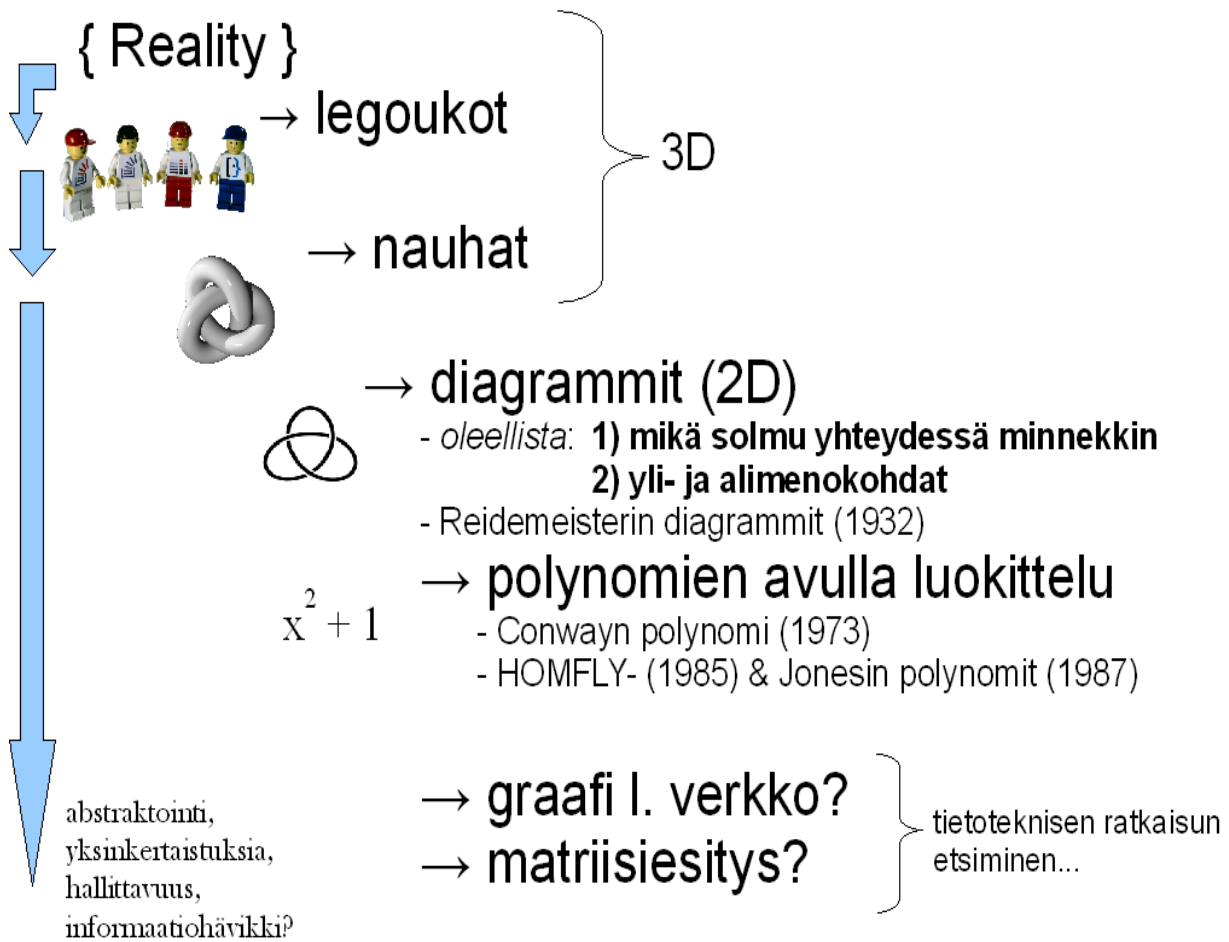 { Reality }
→ legoukot
3D
→ nauhat
→ diagrammit (2D)
- oleellista: 1) mikä solmu yhteydessä minnekkin
2) yli- ja alimenokohdat
- Reidemeisterin diagrammit (1932)
→ polynomien avulla luokittelu
x² + 1
- Conwayn polynomi (1973)
- HOMFLY- (1985) & Jonesin polynomit (1987)
→ graafi l. verkko?
→ matriisiesitys?
tietoteknisen ratkaisun
etsiminen...
abstraktointi,
yksinkertaistuksia,
hallittavuus,
informaatiohävikki?